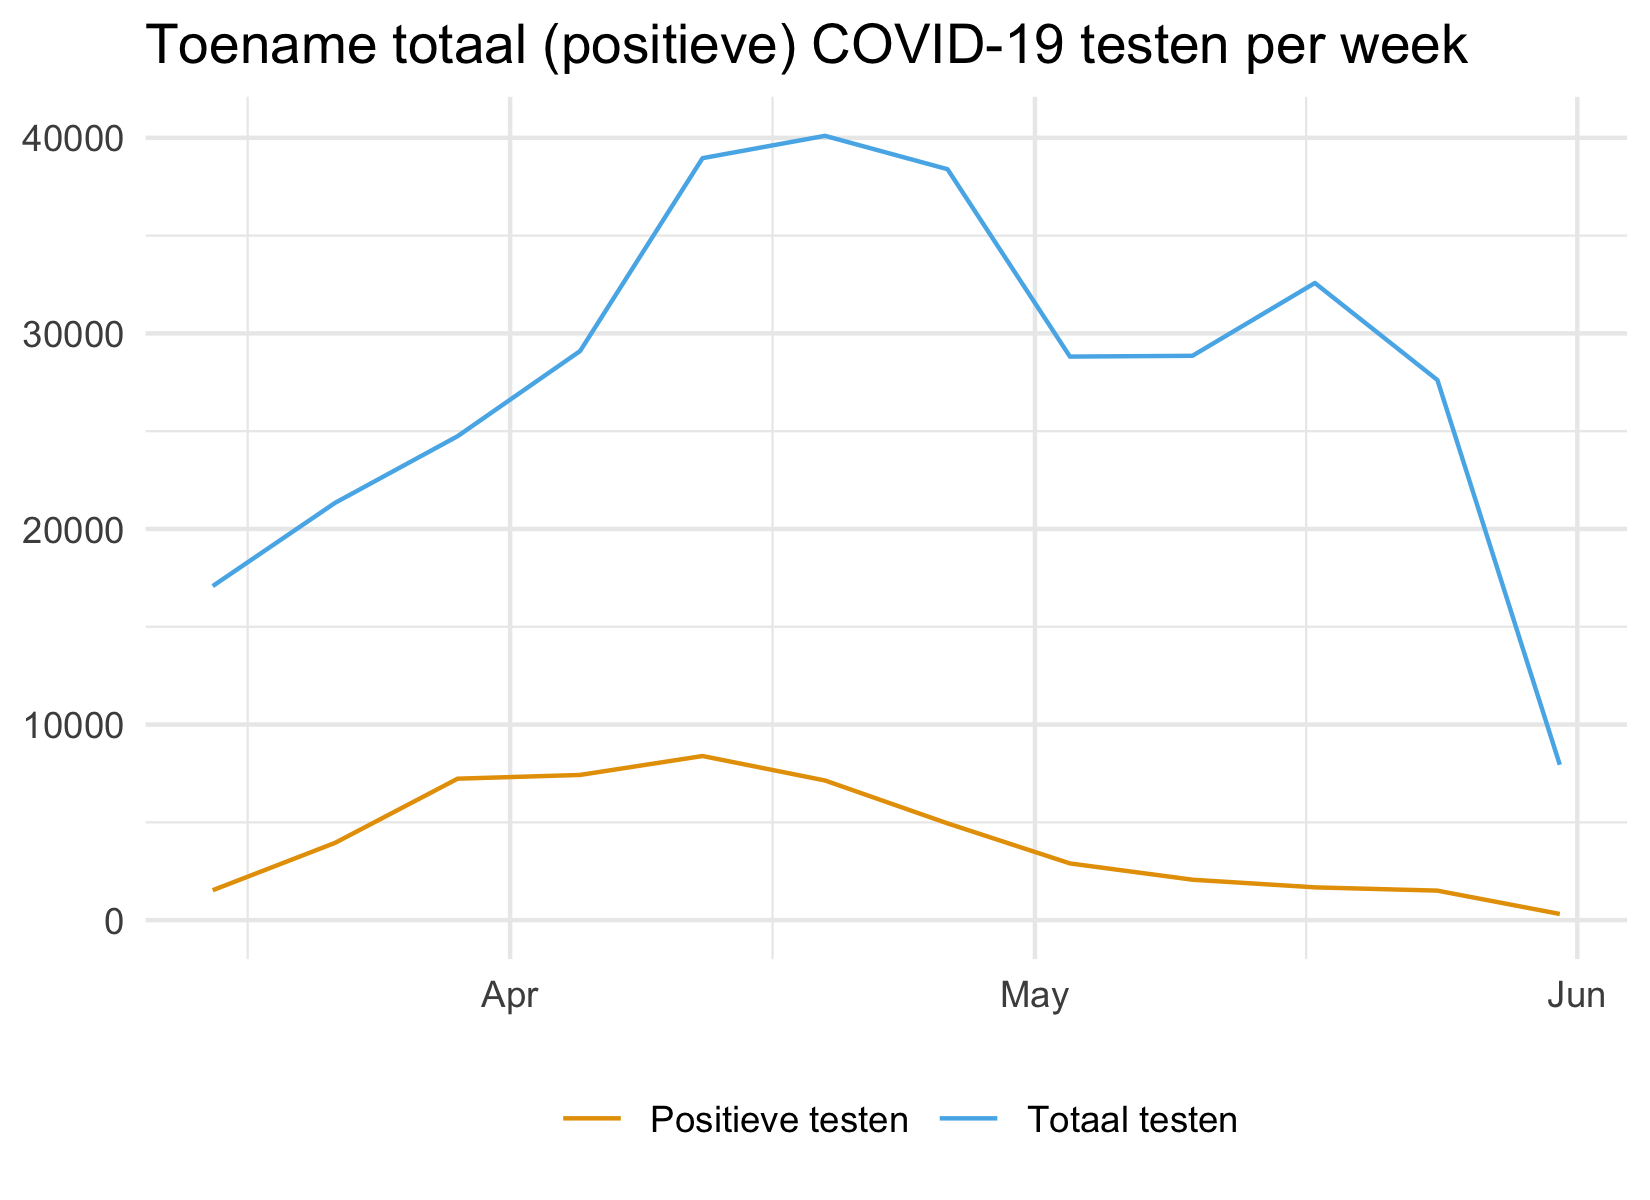 Toename totaal (positieve) COVID-19 testen per week
40000
30000
20000
10000
0
Apr May Jun
Positieve testen Totaal testen